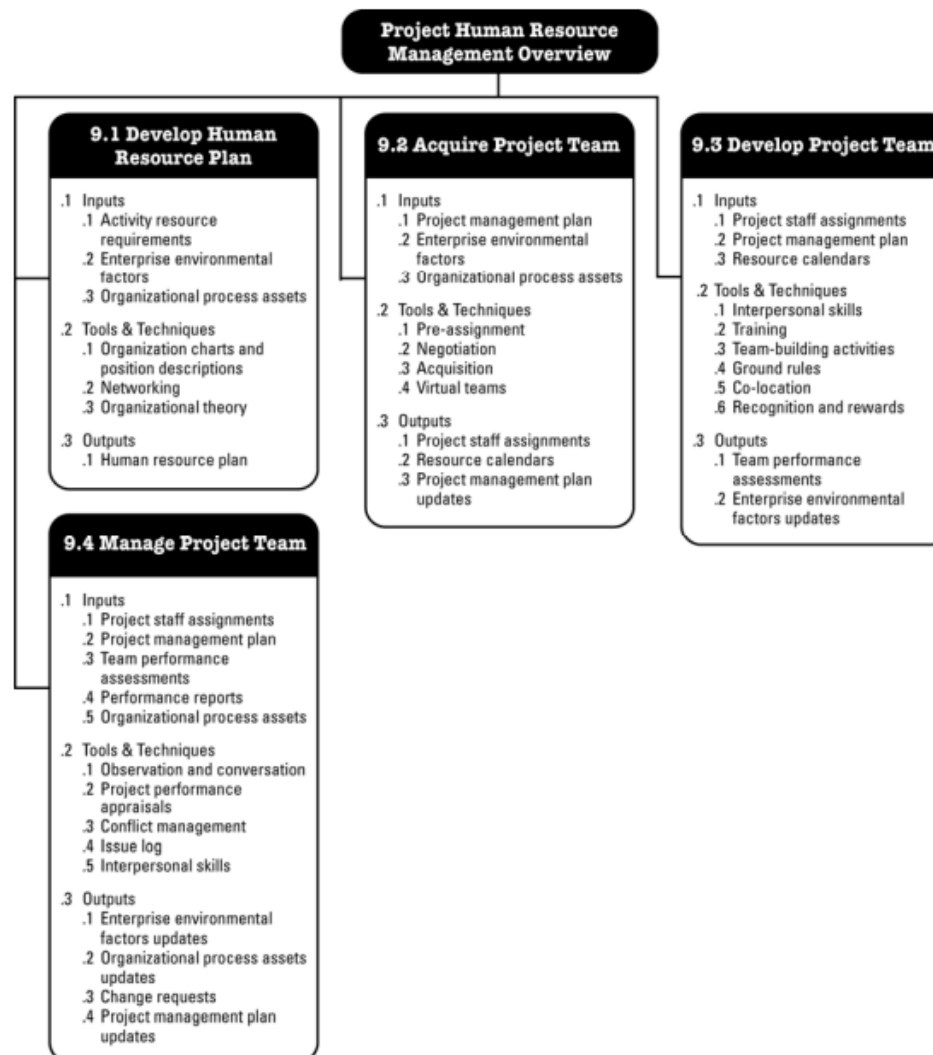 Project Human Resource
Management Overview
9.1 Develop Human
Resource Plan
.1 Inputs
.1 Activity resource
requirements
.2 Enterprise environmental
factors
.3 Organizational process assets
.2 Tools & Techniques
.1 Organization charts and
position descriptions
.2 Networking
.3 Organizational theory
.3 Outputs
.1 Human resource plan
9.2 Acquire Project Team
.1 Inputs
.1 Project management plan
.2 Enterprise environmental
factors
.3 Organizational process assets
.2 Tools & Techniques
.1 Pre-assignment
.2 Negotiation
.3 Acquisition
.4 Virtual teams
.3 Outputs
.1 Project staff assignments
.2 Resource calendars
.3 Project management plan
updates
9.3 Develop Project Team
.1 Inputs
.1 Project staff assignments
.2 Project management plan
.3 Resource calendars
.2 Tools & Techniques
.1 Interpersonal skills
.2 Training
.3 Team-building activities
.4 Ground rules
.5 Co-location
.6 Recognition and rewards
.3 Outputs
.1 Team performance
assessments
.2 Enterprise environmental
factors updates
9.4 Manage Project Team
.1 Inputs
.1 Project staff assignments
.2 Project management plan
.3 Team performance
assessments
.4 Performance reports
.5 Organizational process assets
.2 Tools & Techniques
.1 Observation and conversation
.2 Project performance
appraisals
.3 Conflict management
.4 Issue log
.5 Interpersonal skills
.3 Outputs
.1 Enterprise environmental
factors updates
.2 Organizational process assets
updates
.3 Change requests
.4 Project management plan
updates